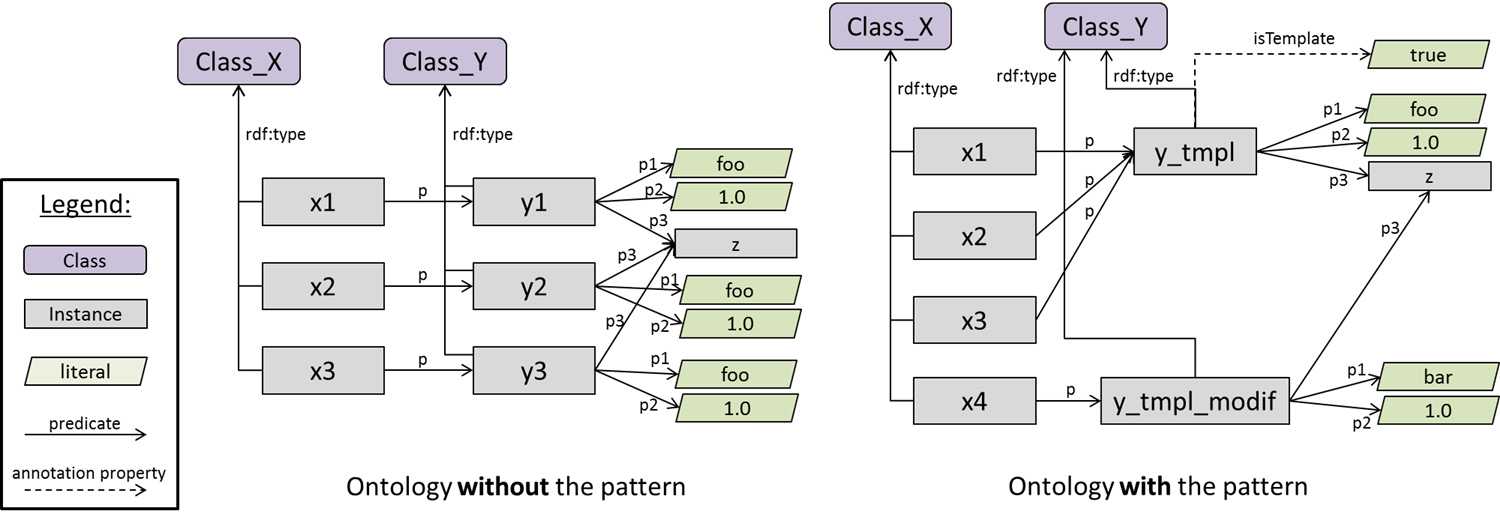 Legend:
Class
Instance
literal
predicate
annotation property
Class_X
Class_Y
rdf:type
rdf:type
x1
p
y1
p1
foo
p2
1.0
p3
z
x2
p
y2
p3
p1
foo
p2
1.0
x3
p
y3
p3
p1
foo
p2
1.0
Ontology without the pattern
Class_X
Class_Y
isTemplate
true
rdf:type
rdf:type
rdf:type
x1
p
y_tmpl
p1
foo
p2
1.0
p3
z
x2
p
x3
p
p3
x4
p
y_tmpl_modif
p1
bar
p2
1.0
Ontology with the pattern